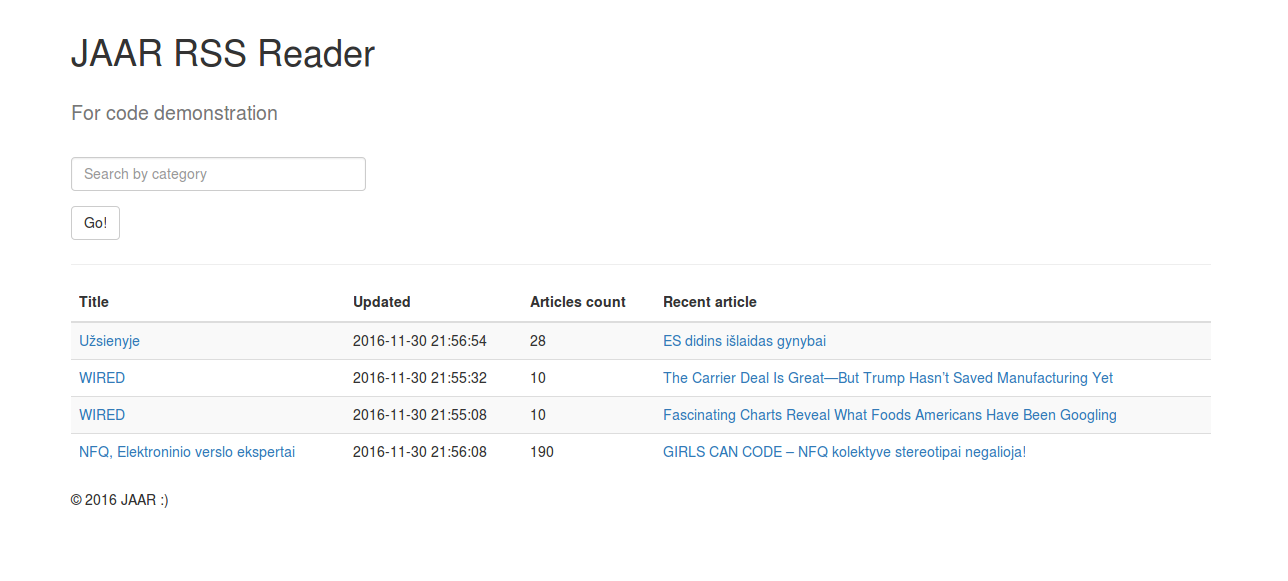 JAAR RSS Reader
For code demonstration
Search by category
Go!
Title Updated Articles count Recent article
Užsienyje 2016-11-30 21:56:54 28 ES didins išlaidas gynybai
WIRED 2016-11-30 21:55:32 10 The Carrier Deal Is Great—But Trump Hasn’t Saved Manufacturing Yet
WIRED 2016-11-30 21:55:08 10 Fascinating Charts Reveal What Foods Americans Have Been Googling
NFQ, Elektroninio verslo ekspertai 2016-11-30 21:56:08 190 GIRLS CAN CODE – NFQ kolektyve stereotipai negalioja!
© 2016 JAAR :)